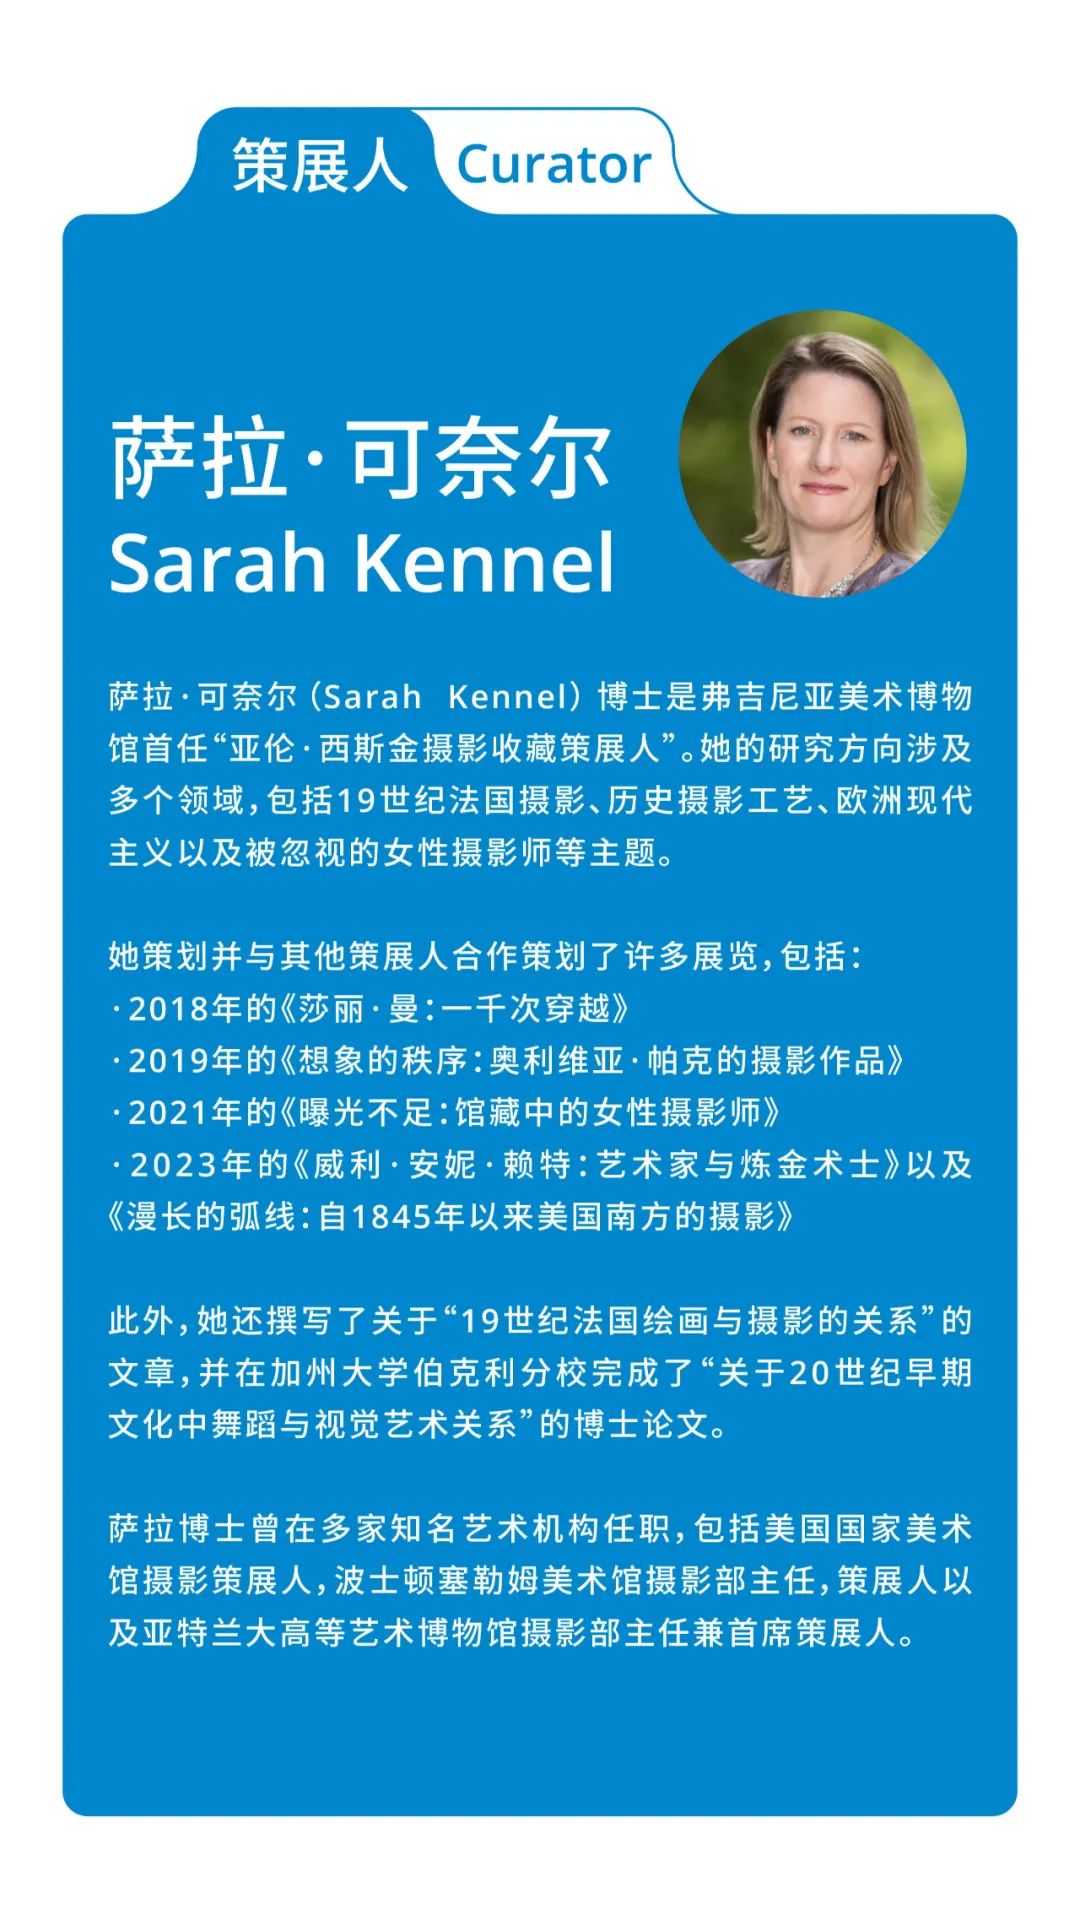 策展人 Curator
萨拉·可奈尔
Sarah Kennel
萨拉·可奈尔（Sarah Kennel）博士是弗吉尼亚美术博物
馆首任“亚伦·西斯金摄影收藏策展人”。她的研究方向涉及
多个领域，包括19世纪法国摄影、历史摄影工艺、欧洲现代
主义以及被忽视的女性摄影师等主题。
她策划并与其他策展人合作策划了许多展览，包括：
·2018年的《莎丽·曼：一千次穿越》
·2019年的《想象的秩序：奥利维亚·帕克的摄影作品》
·2021年的《曝光不足：馆藏中的女性摄影师》
·2023年的《威利·安妮·赖特：艺术家与炼金术士》以及
《漫长的弧线：自1845年以来美国南方的摄影》
此外，她还撰写了关于“19世纪法国绘画与摄影的关系”的
文章，并在加州大学伯克利分校完成了“关于20世纪早期
文化中舞蹈与视觉艺术关系”的博士论文。
萨拉博士曾在多家知名艺术机构任职，包括美国国家美术
馆摄影策展人，波士顿塞勒姆美术馆摄影部主任，策展人以
及亚特兰大高等艺术博物馆摄影部主任兼首席策展人。